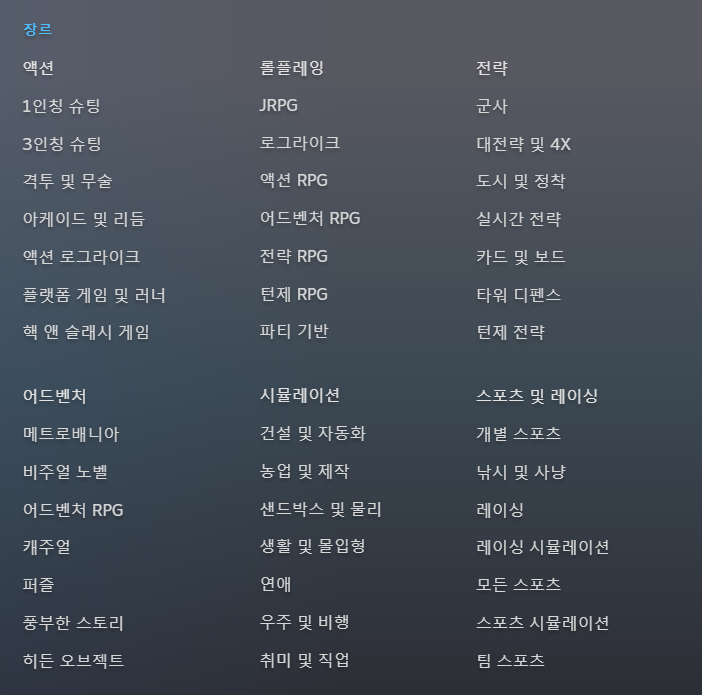 장르
액션
1인칭 슈팅
3인칭 슈팅
격투 및 무술
아케이드 및 리듬
액션 로그라이크
플랫폼 게임 및 러너
핵 앤 슬래시 게임
롤플레잉
JRPG
로그라이크
액션 RPG
어드벤처 RPG
전략 RPG
턴제 RPG
파티 기반
전략
군사
대전략 및 4X
도시 및 정착
실시간 전략
카드 및 보드
타워 디펜스
턴제 전략
어드벤처
메트로배니아
비주얼 노벨
어드벤처 RPG
캐주얼
퍼즐
풍부한 스토리
히든 오브젝트
시뮬레이션
건설 및 자동화
농업 및 제작
샌드박스 및 물리
생활 및 몰입형
연애
우주 및 비행
취미 및 직업
스포츠 및 레이싱
개별 스포츠
낚시 및 사냥
레이싱
레이싱 시뮬레이션
모든 스포츠
스포츠 시뮬레이션
팀 스포츠